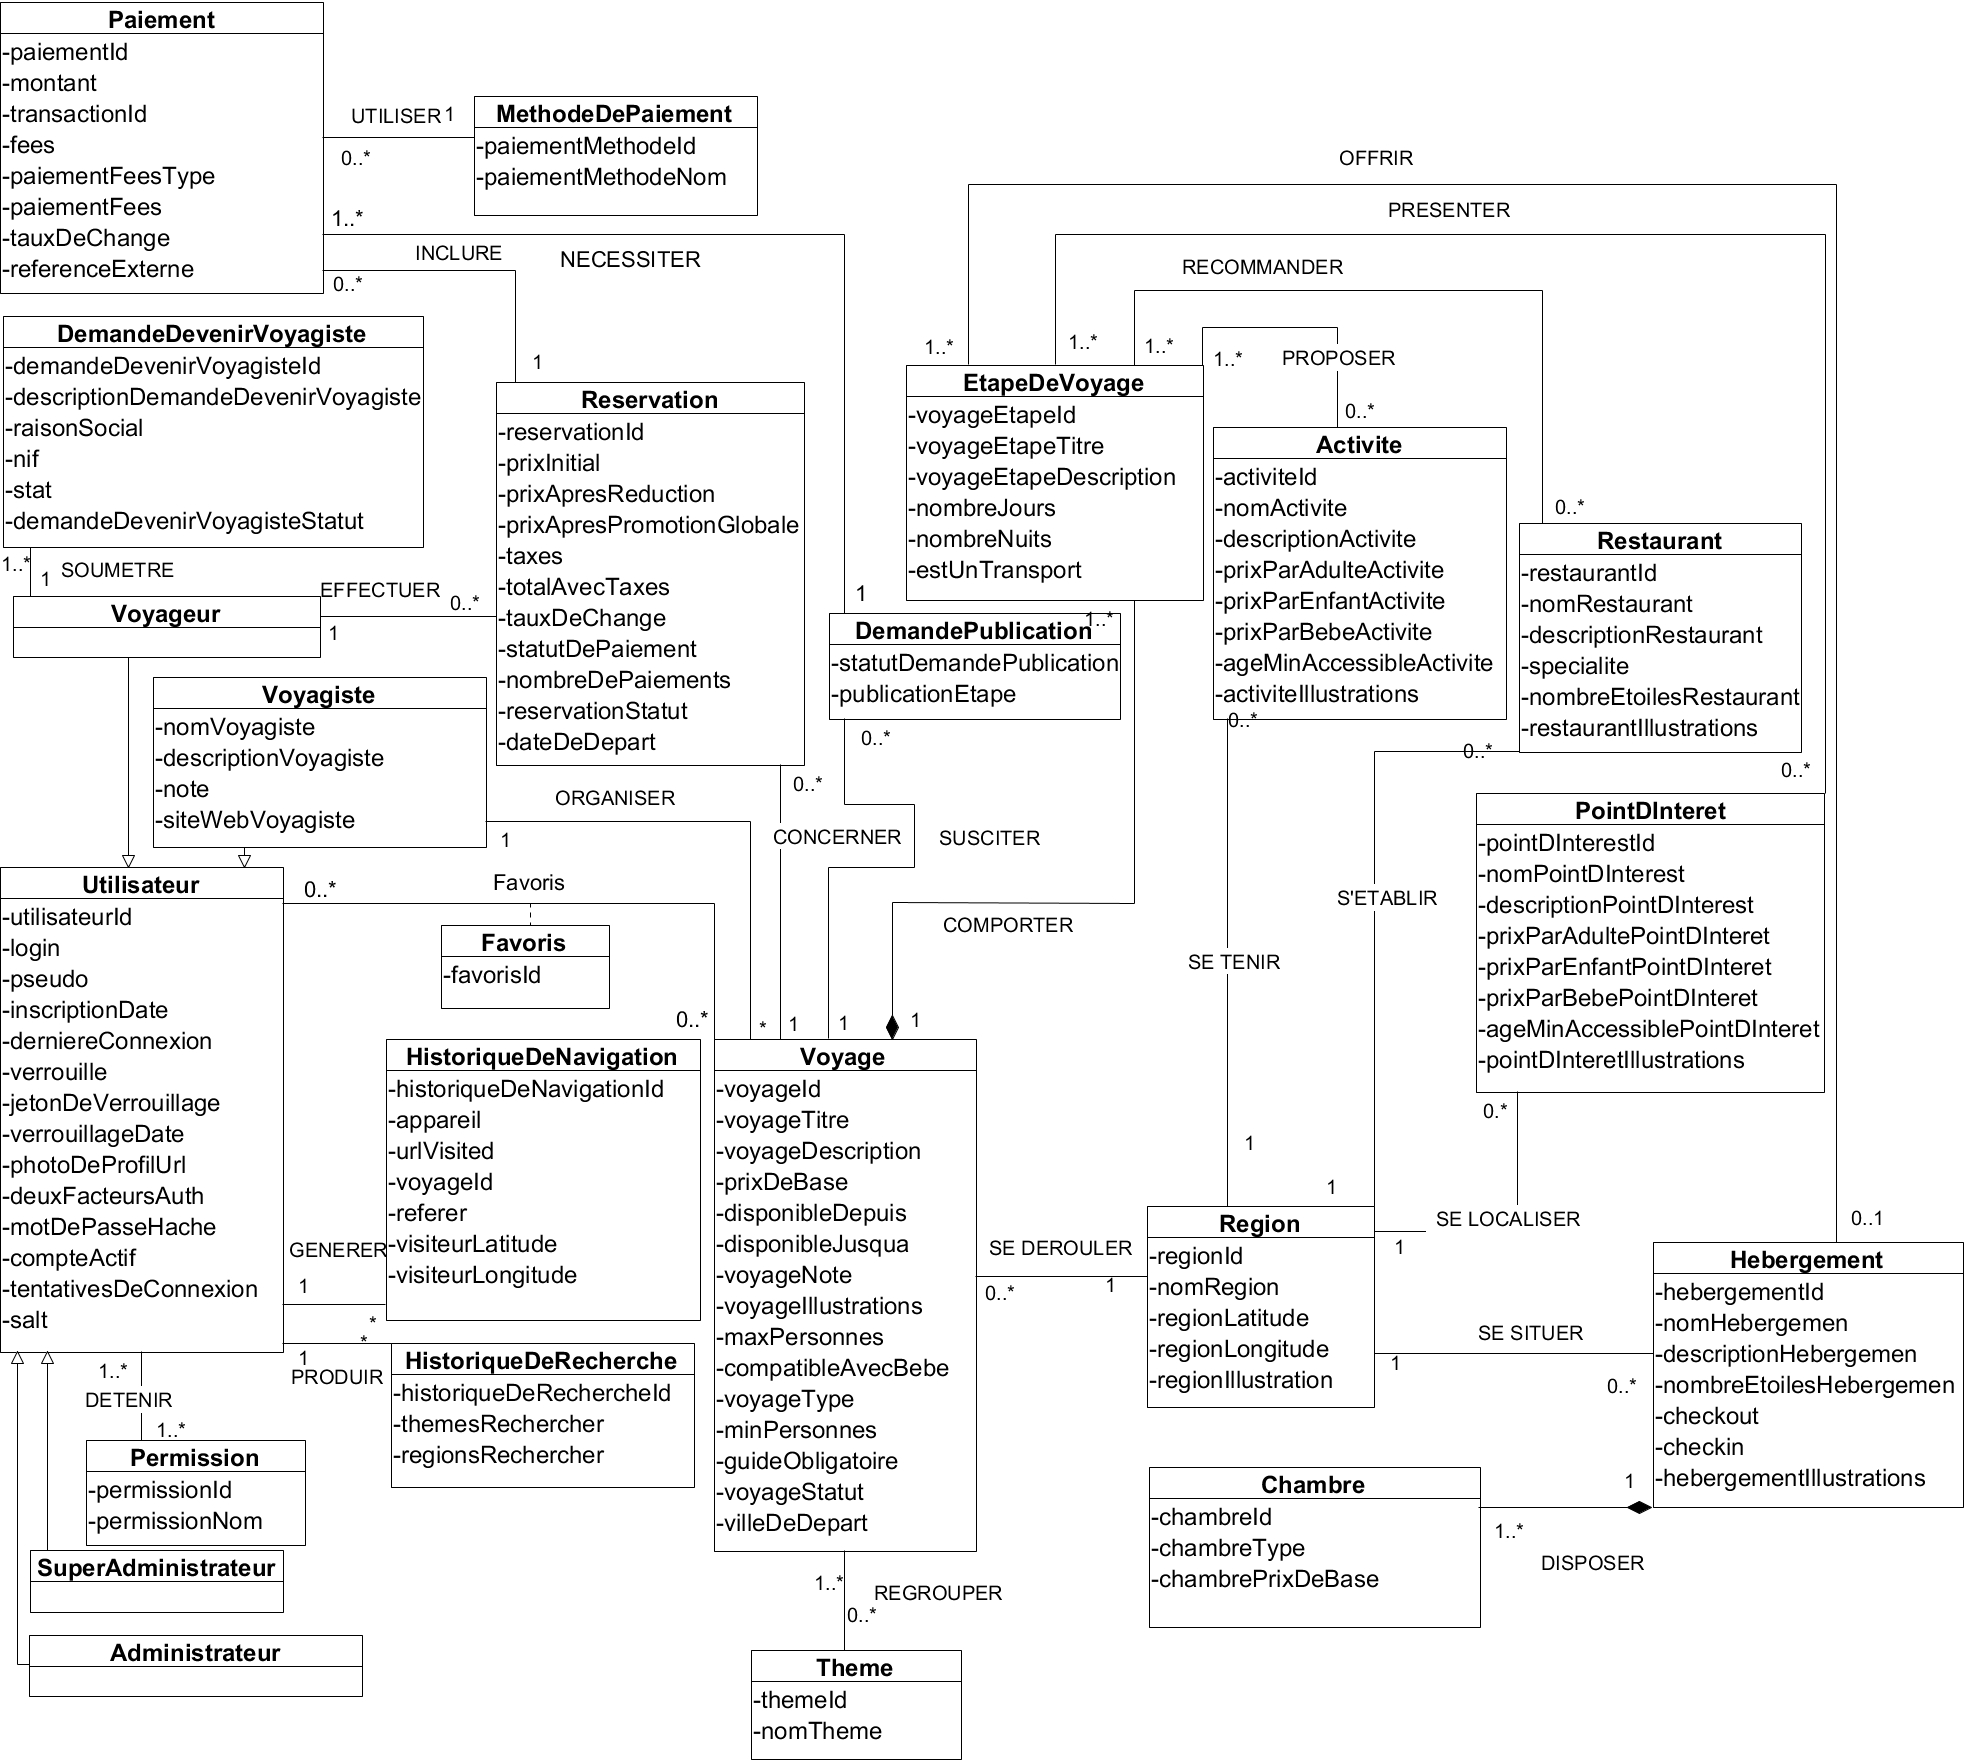 Paiement
-paiementId
-montant
-transactionId
-fees
-paiementFeesType
-paiementFees
-tauxDeChange
-referenceExterne
UTILISER 1
0..*
MethodeDePaiement
-paiementMethodeId
-paiementMethodeNom
1..*
INCLURE
NECESSITER
0..*
1
OFFRIR
PRESENTER
RECOMMANDER
1..*
1..*
1..*
1..*
PROPOSER
0..*
DemandeDevenirVoyagiste
-demandeDevenirVoyagisteId
-descriptionDemandeDevenirVoyagiste
-raisonSocial
-nif
-stat
-demandeDevenirVoyagisteStatut
1..*
1
SOUMETRE
Voyageur
EFFECTUER
0..*
1
Reservation
-reservationId
-prixInitial
-prixApresReduction
-prixApresPromotionGlobale
-taxes
-totalAvecTaxes
-tauxDeChange
-statutDePaiement
-nombreDePaiements
-reservationStatut
-dateDeDepart
0..*
EtapeDeVoyage
-voyageEtapeId
-voyageEtapeTitre
-voyageEtapeDescription
-nombreJours
-nombreNuits
-estUnTransport
1..*
1
DemandePublication
-statutDemandePublication
-publicationEtape
0..*
Activite
-activiteId
-nomActivite
-descriptionActivite
-prixParAdulteActivite
-prixParEnfantActivite
-prixParBebeActivite
-ageMinAccessibleActivite
-activiteIllustrations
0..*
0..*
Restaurant
-restaurantId
-nomRestaurant
-descriptionRestaurant
-specialite
-nombreEtoilesRestaurant
-restaurantIllustrations
0..*
0..*
Voyagiste
-nomVoyagiste
-descriptionVoyagiste
-note
-siteWebVoyagiste
ORGANISER
1
CONCERNER
SUSCITER
COMPORTER
S'ETABLIR
SE TENIR
PointDInteret
-pointDInterestId
-nomPointDInterest
-descriptionPointDInterest
-prixParAdultePointDInteret
-prixParEnfantPointDInteret
-prixParBebePointDInteret
-ageMinAccessiblePointDInteret
-pointDInteretIllustrations
0..*
Utilisateur
-utilisateurId
-login
-pseudo
-inscriptionDate
-derniereConnexion
-verrouille
-jetonDeVerrouillage
-verrouillageDate
-photoDeProfilUrl
-deuxFacteursAuth
-motDePasseHache
-compteActif
-tentativesDeConnexion
-salt
0..*
Favoris
Favoris
-favorisId
0..*
*
1
1
1
HistoriqueDeNavigation
-historiqueDeNavigationId
-appareil
-urlVisited
-voyageId
-referer
-visiteurLatitude
-visiteurLongitude
GENERER
1
*
*
1
PRODUIR
HistoriqueDeRecherche
-historiqueDeRechercheId
-themesRechercher
-regionsRechercher
Voyage
-voyageId
-voyageTitre
-voyageDescription
-prixDeBase
-disponibleDepuis
-disponibleJusqua
-voyageNote
-voyageIllustrations
-maxPersonnes
-compatibleAvecBebe
-voyageType
-minPersonnes
-guideObligatoire
-voyageStatut
-villeDeDepart
SE DEROULER
0..*
1
1
1
Region
-regionId
-nomRegion
-regionLatitude
-regionLongitude
-regionIllustration
SE LOCALISER
1
0..1
SE SITUER
1
0..*
Hebergement
-hebergementId
-nomHebergemen
-descriptionHebergemen
-nombreEtoilesHebergemen
-checkout
-checkin
-hebergementIllustrations
1
1..*
DISPOSER
Chambre
-chambreId
-chambreType
-chambrePrixDeBase
1..*
DETENIR
1..*
Permission
-permissionId
-permissionNom
SuperAdministrateur
Administrateur
1..*
REGROUPER
0..*
Theme
-themeId
-nomTheme